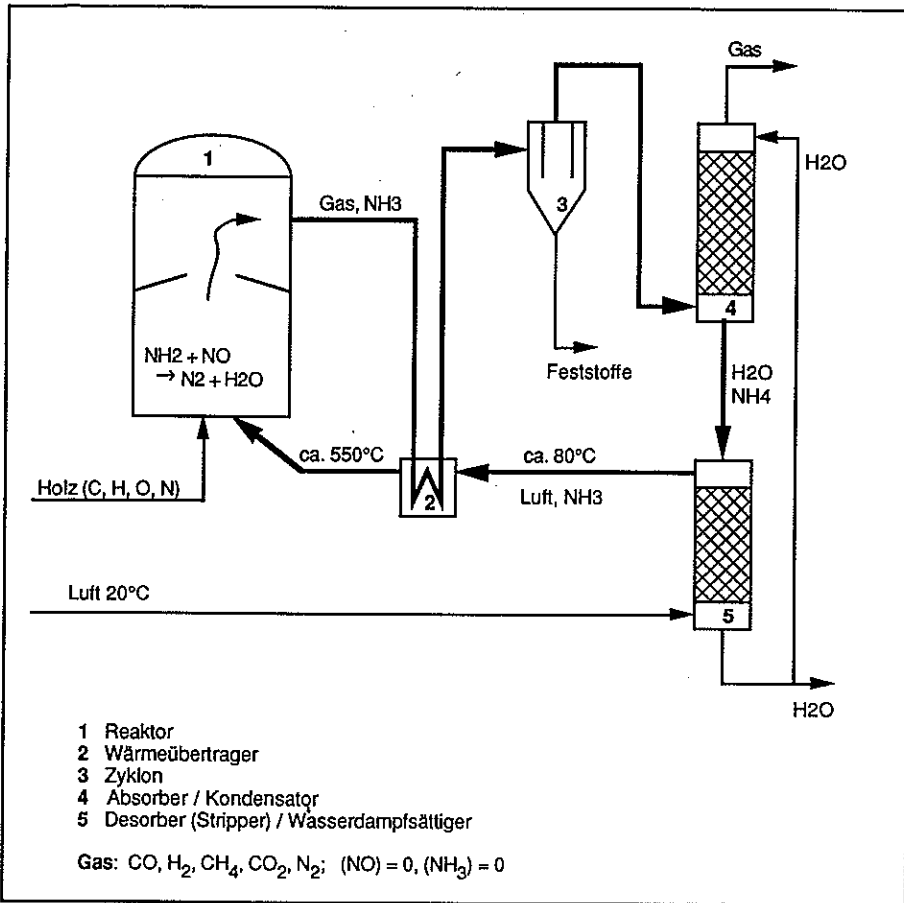 Gas
1
H2O
Gas, NH3
3
4
NH2 + NO
→ N2 + H2O
Feststoffe
H2O
NH4
ca. 550°C
ca. 80°C
Holz (C, H, O, N)
2
Luft, NH3
Luft 20°C
5
H2O
1 Reaktor
2 Wärmeübertrager
3 Zyklon
4 Absorber / Kondensator
5 Desorber (Stripper) / Wasserdampfsättiger
Gas: CO, H₂, CH₄, CO₂, N₂; (NO) = 0, (NH₃) = 0